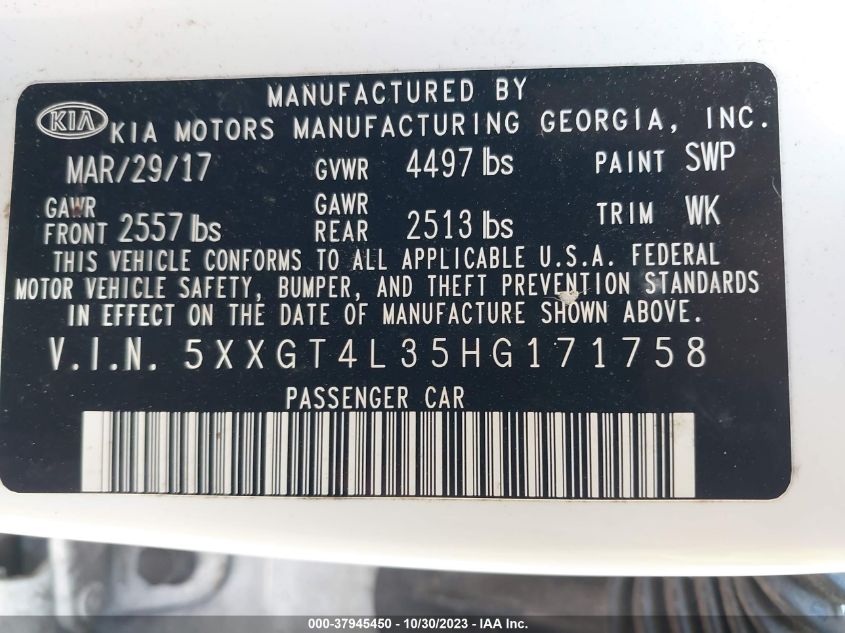 MANUFACTURED BY
KIA KIA MOTORS MANUFACTURING GEORGIA, INC.
MAR/29/17 GVWR 4497 lbs PAINT SWP
GAWR FRONT 2557 lbs GAWR REAR 2513 lbs TRIM WK
THIS VEHICLE CONFORMS TO ALL APPLICABLE U.S.A. FEDERAL
MOTOR VEHICLE SAFETY, BUMPER, AND THEFT PREVENTION STANDARDS
IN EFFECT ON THE DATE OF MANUFACTURE SHOWN ABOVE.
V.I.N. 5XXGT4L35HG171758
PASSENGER CAR
000-37945450 - 10/30/2023 - IAA Inc.